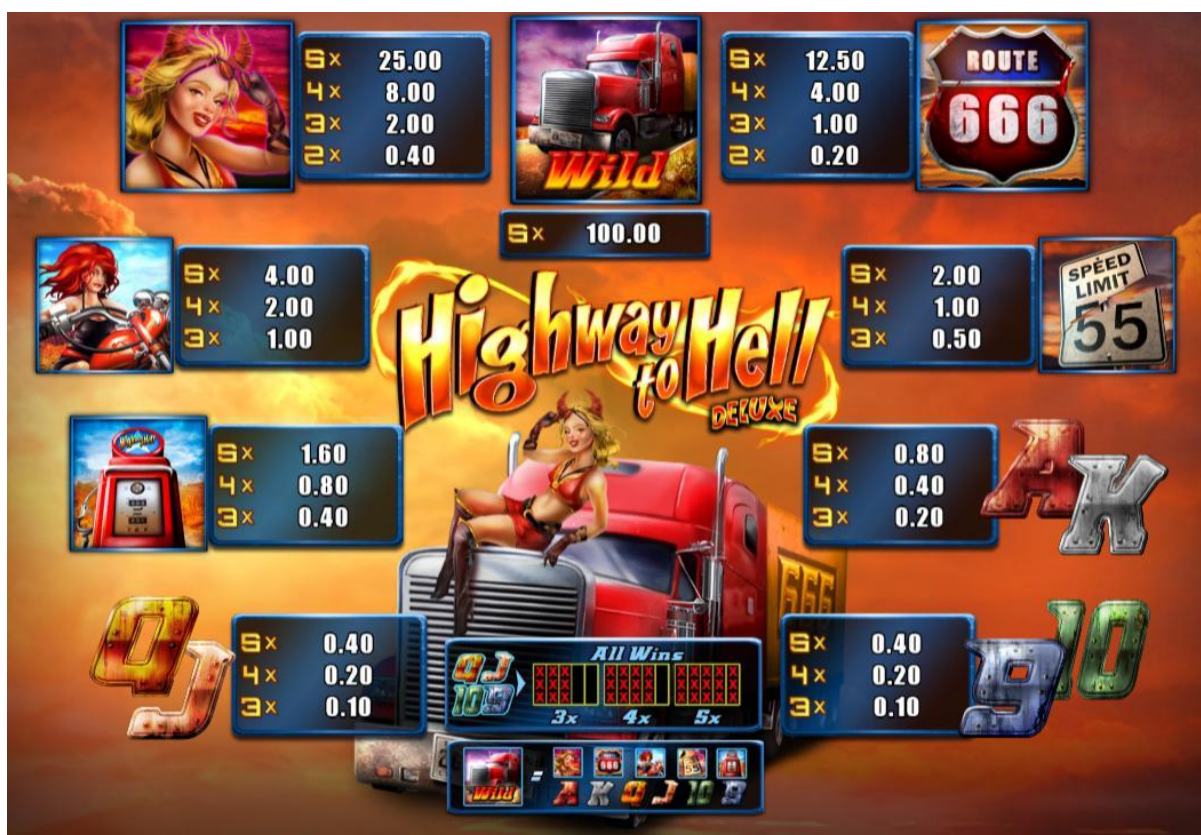 5x 25.00
4x 8.00
3x 2.00
2x 0.40
Wild
5x 100.00
5x 12.50
4x 4.00
3x 1.00
2x 0.20
ROUTE
666
5x 4.00
4x 2.00
3x 1.00
Highway
to Hell
DELUXE
5x 2.00
4x 1.00
3x 0.50
SPEED
LIMIT
55
5x 1.60
4x 0.80
3x 0.40
666
5x 0.80
4x 0.40
3x 0.20
A K
Q J
5x 0.40
4x 0.20
3x 0.10
All Wins
Q J
10 9
3x 4x 5x
5x 0.40
4x 0.20
3x 0.10
9 10
Wild = 666 55
A K Q J 10 9